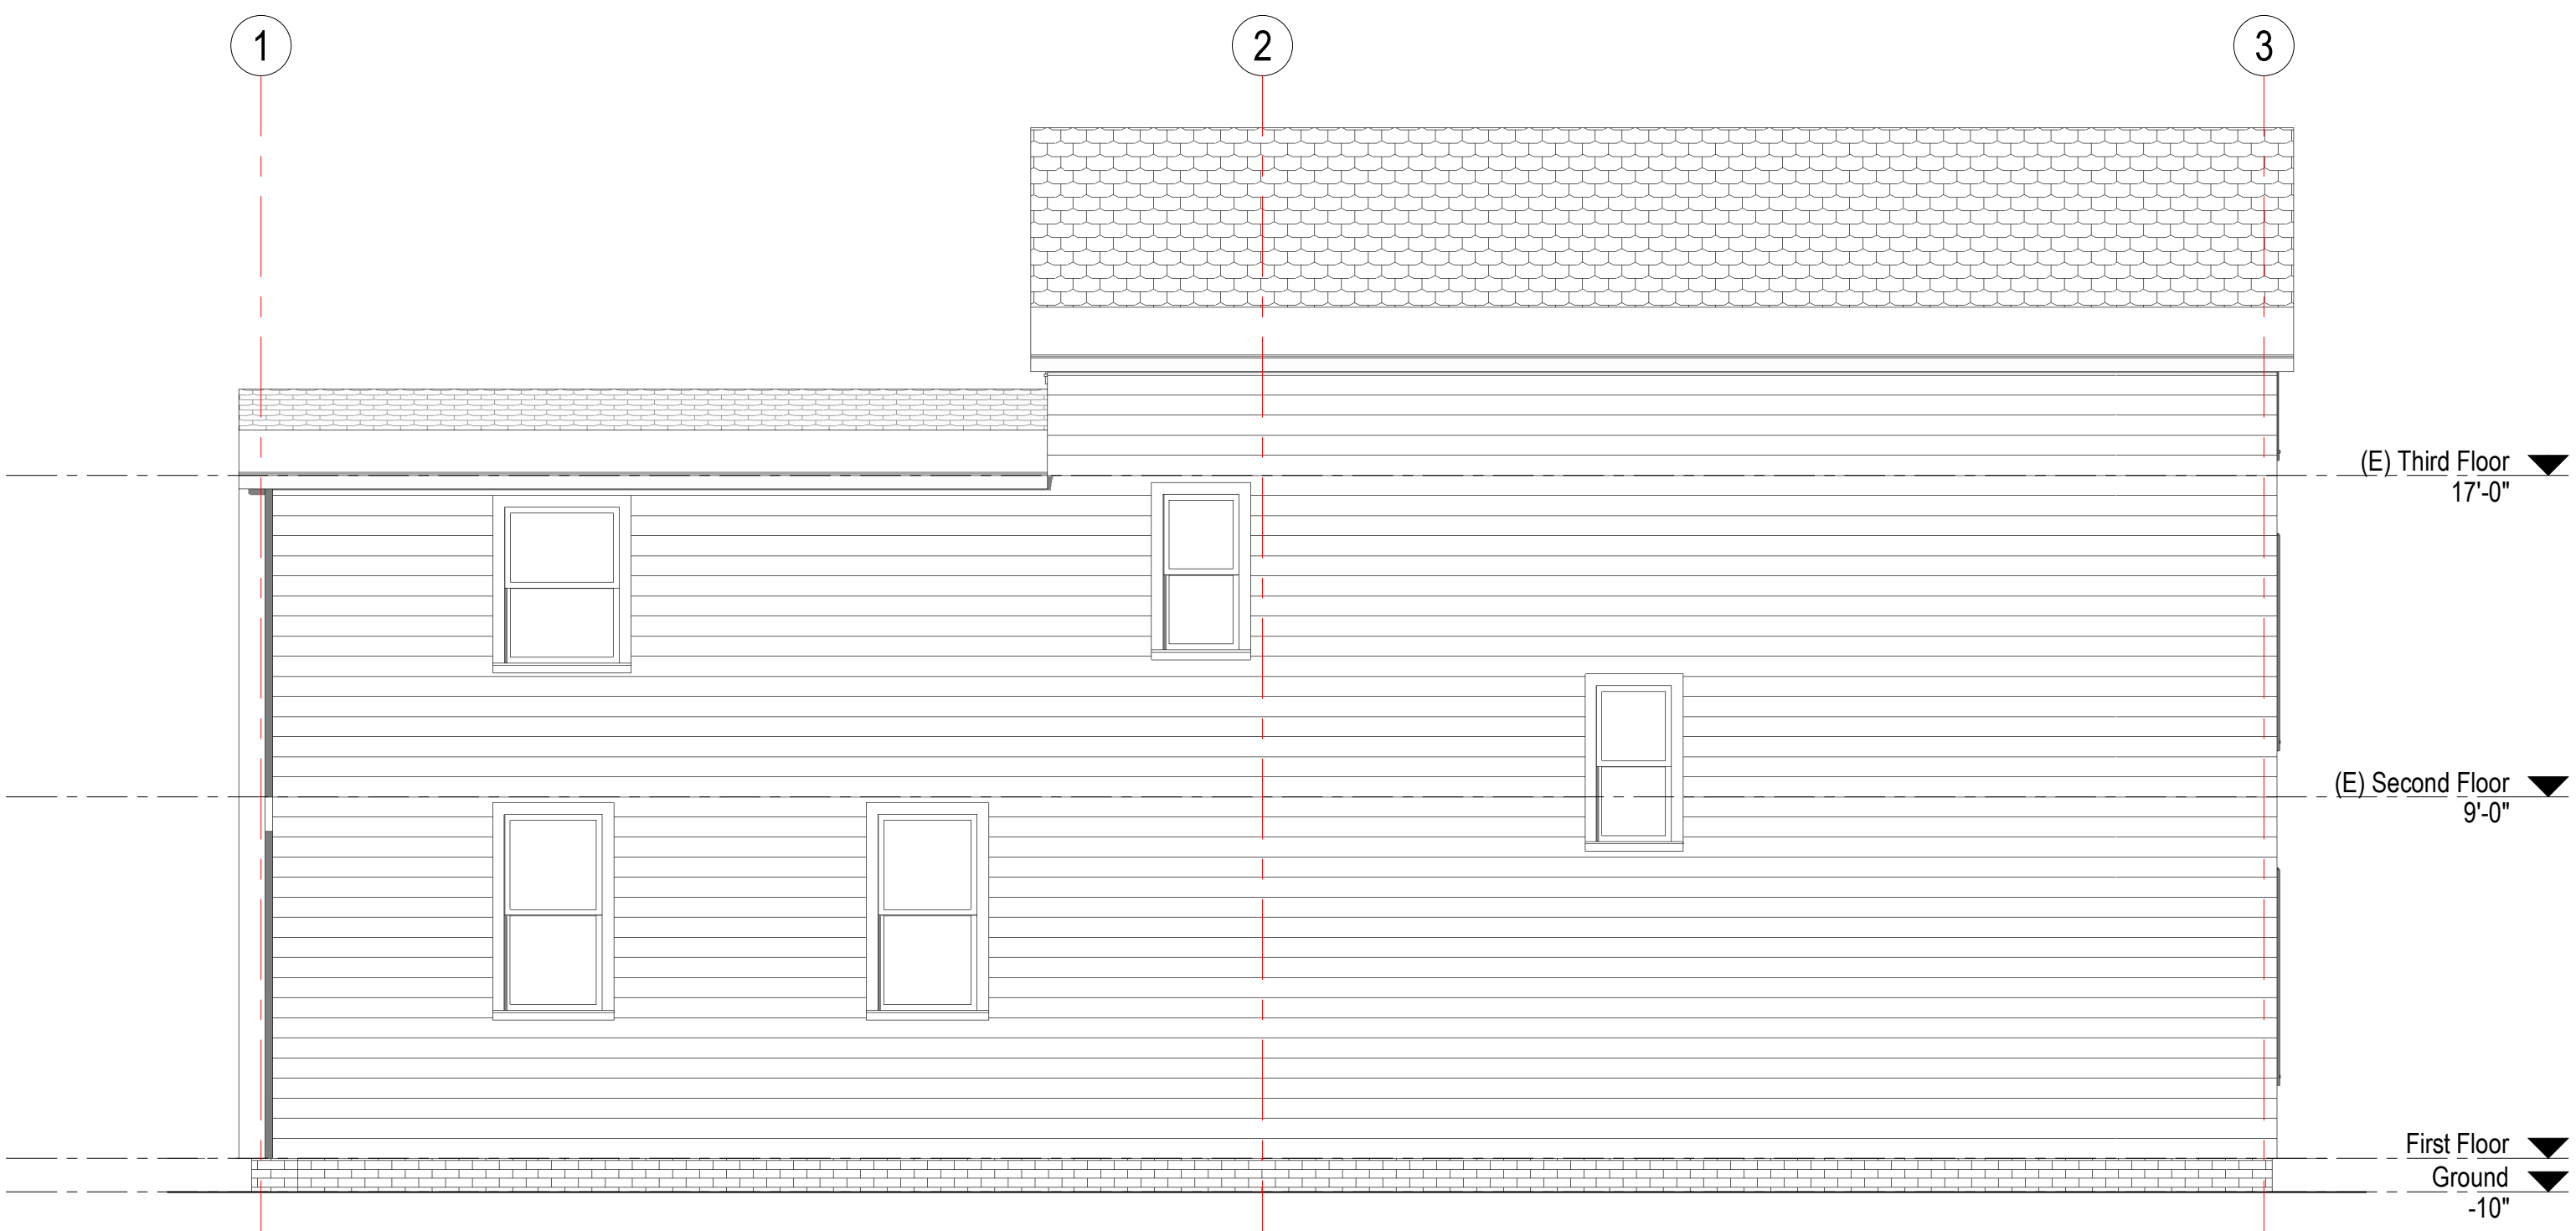 1
2
3
(E) Third Floor
17'-0"
(E) Second Floor
9'-0"
First Floor
Ground
-10"